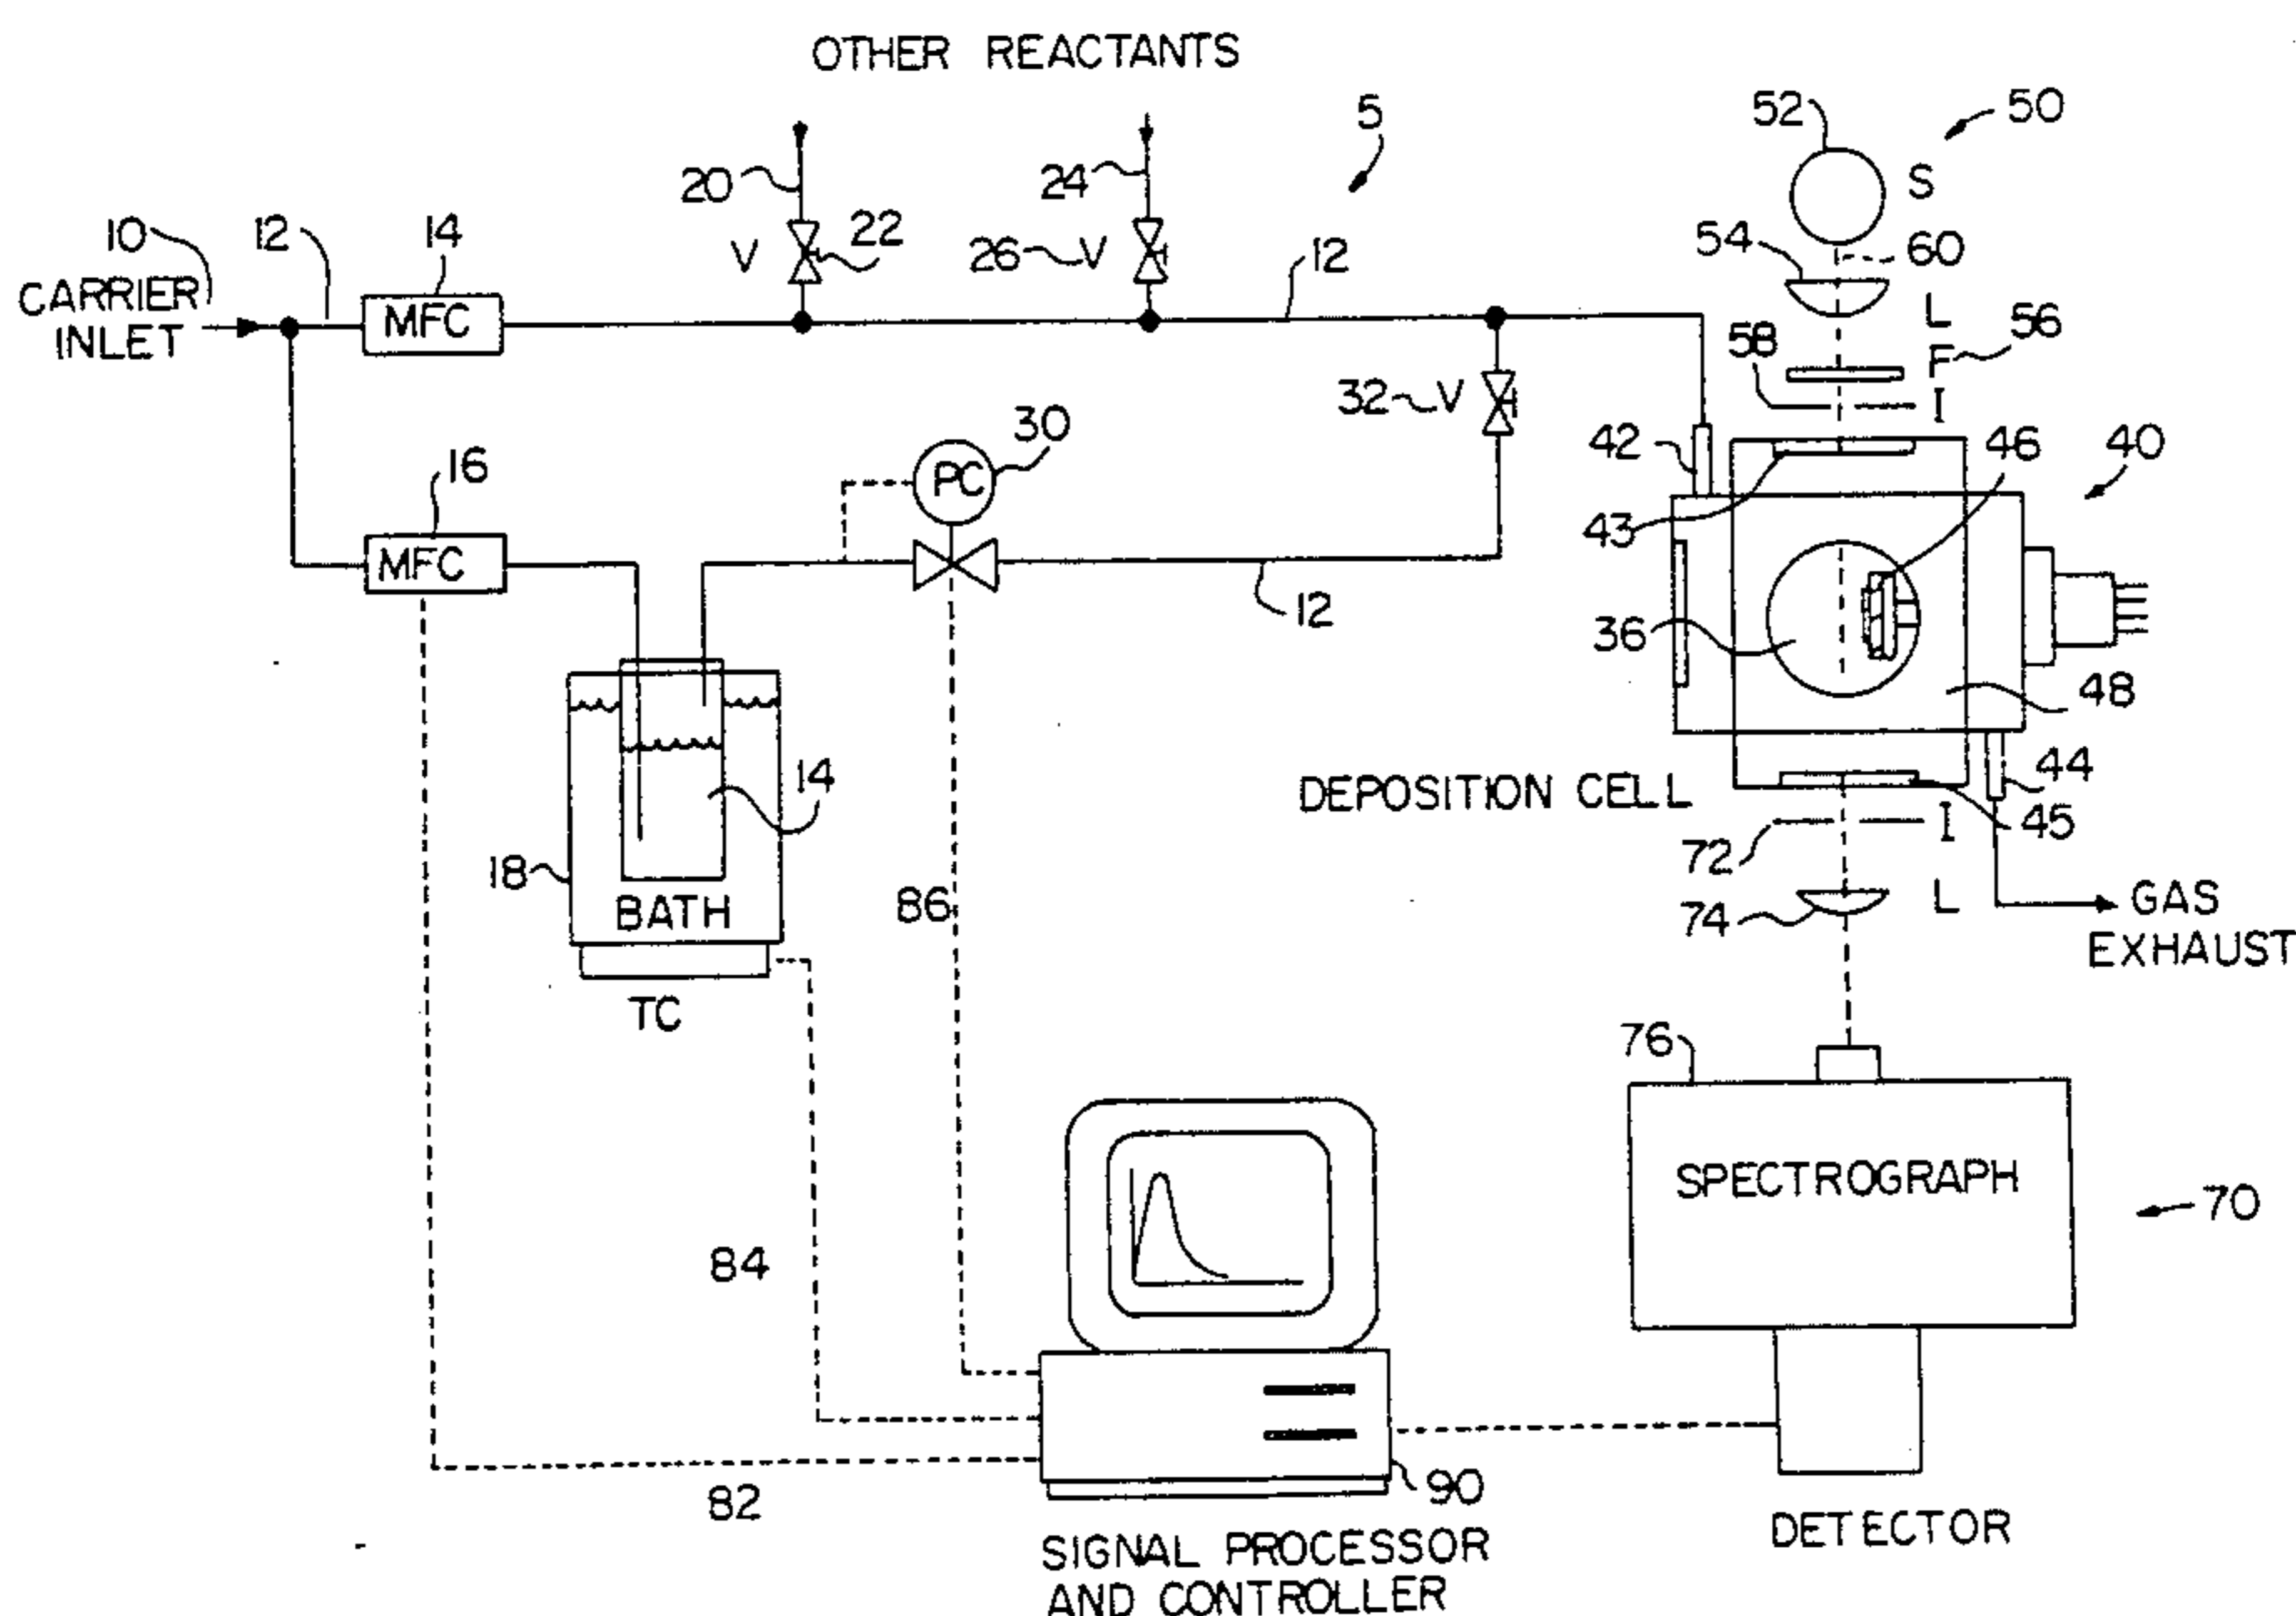 OTHER REACTANTS
5
52
50
20
24
S
10
12
14
V
22
26
V
12
54
60
CARRIER
INLET
MFC
L
58
F
56
32
V
I
30
PC
42
46
40
16
43
MFC
12
36
48
14
DEPOSITION CELL
44
72
I
45
18
BATH
86
74
L
GAS
EXHAUST
TC
76
SPECTROGRAPH
70
84
82
90
DETECTOR
SIGNAL PROCESSOR
AND CONTROLLER